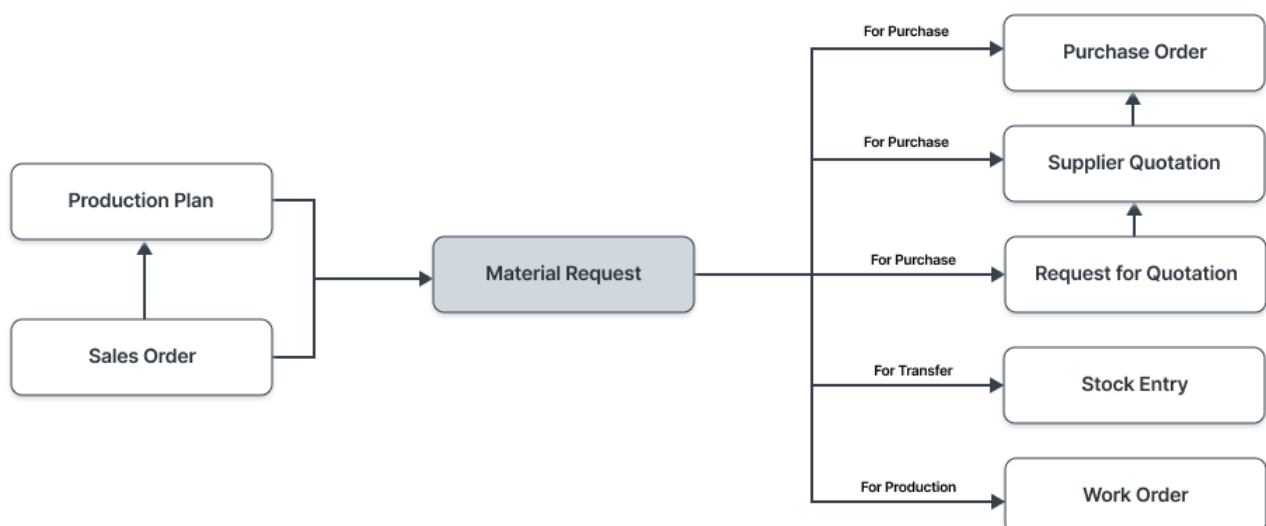 For Purchase
Purchase Order
For Purchase
Supplier Quotation
Production Plan
For Purchase
Material Request
Request for Quotation
Sales Order
For Transfer
Stock Entry
For Production
Work Order